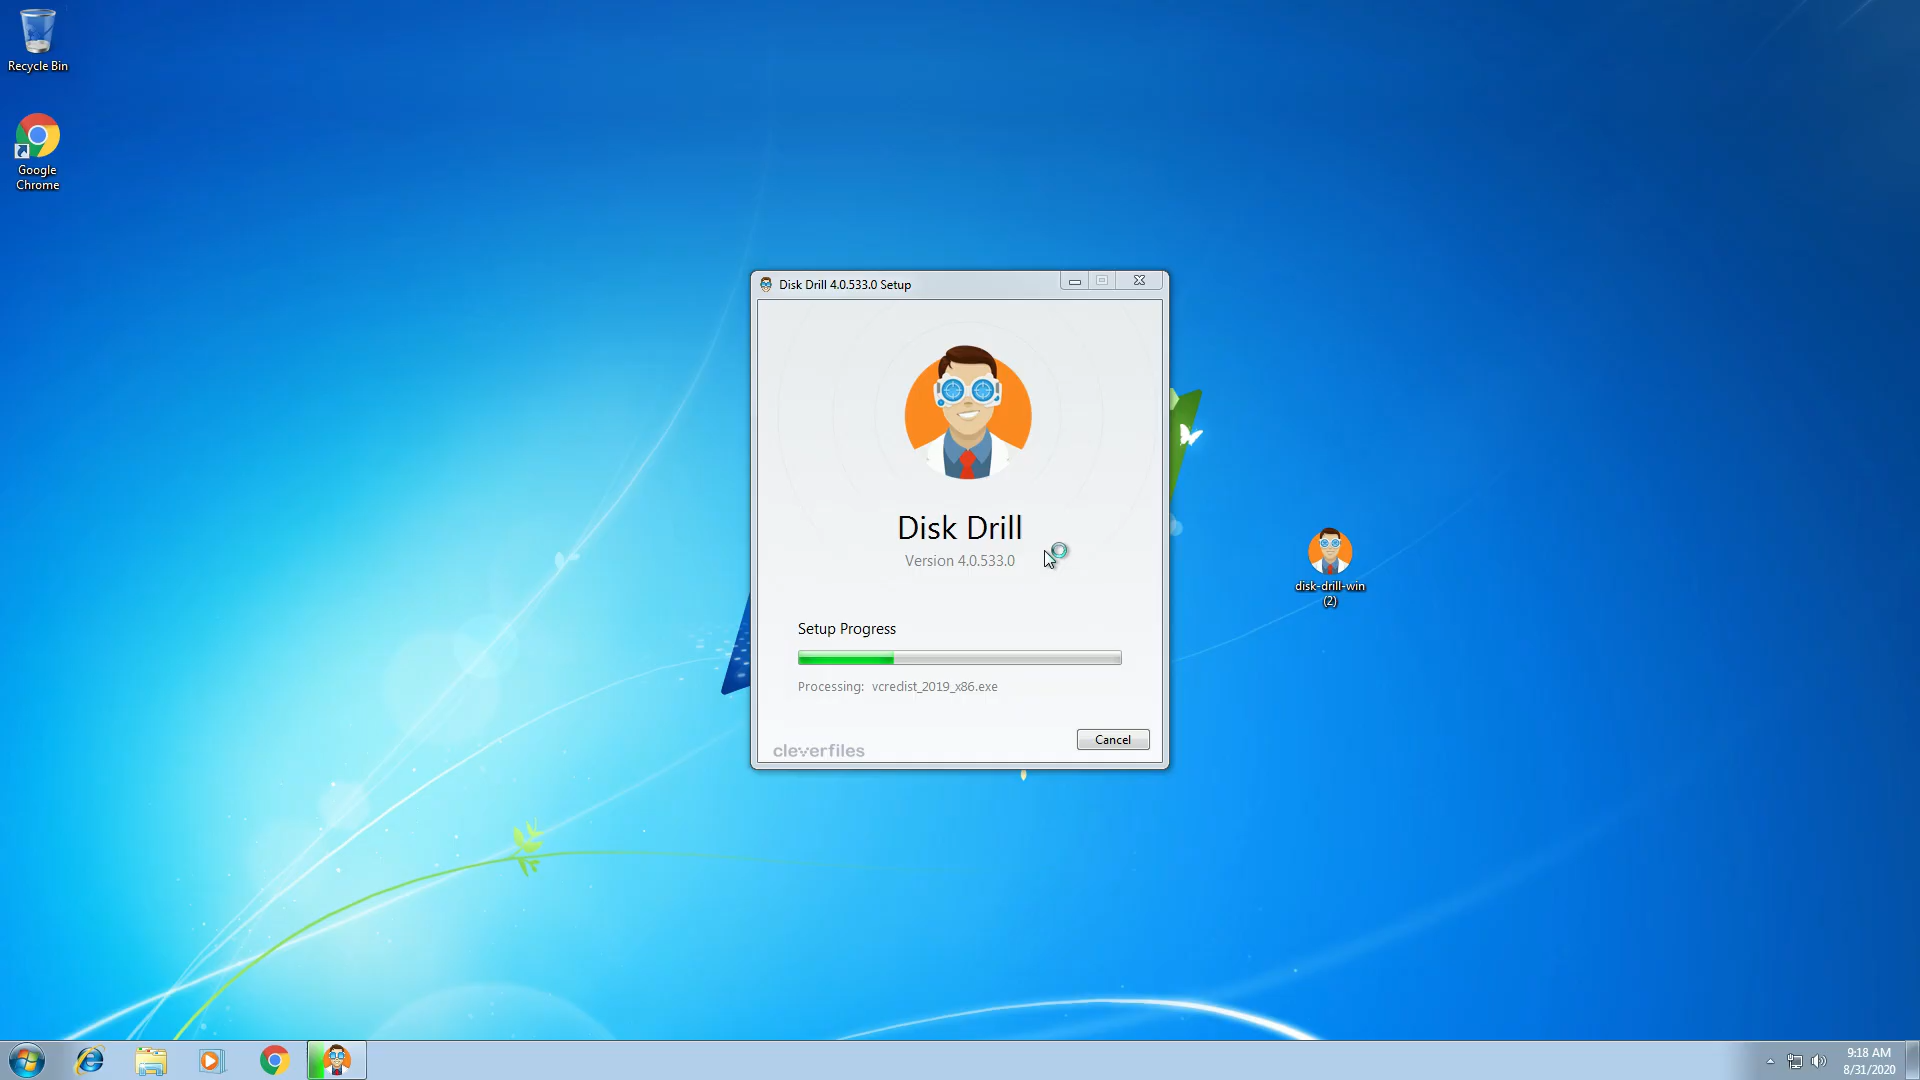 Recycle Bin
Google
Chrome
Disk Drill 4.0.533.0 Setup
Disk Drill
Version 4.0.533.0
Setup Progress
Processing: vcredist_2019_x86.exe
Cancel
cleverfiles
disk-drill-win
(2)
9:18 AM
8/31/2020